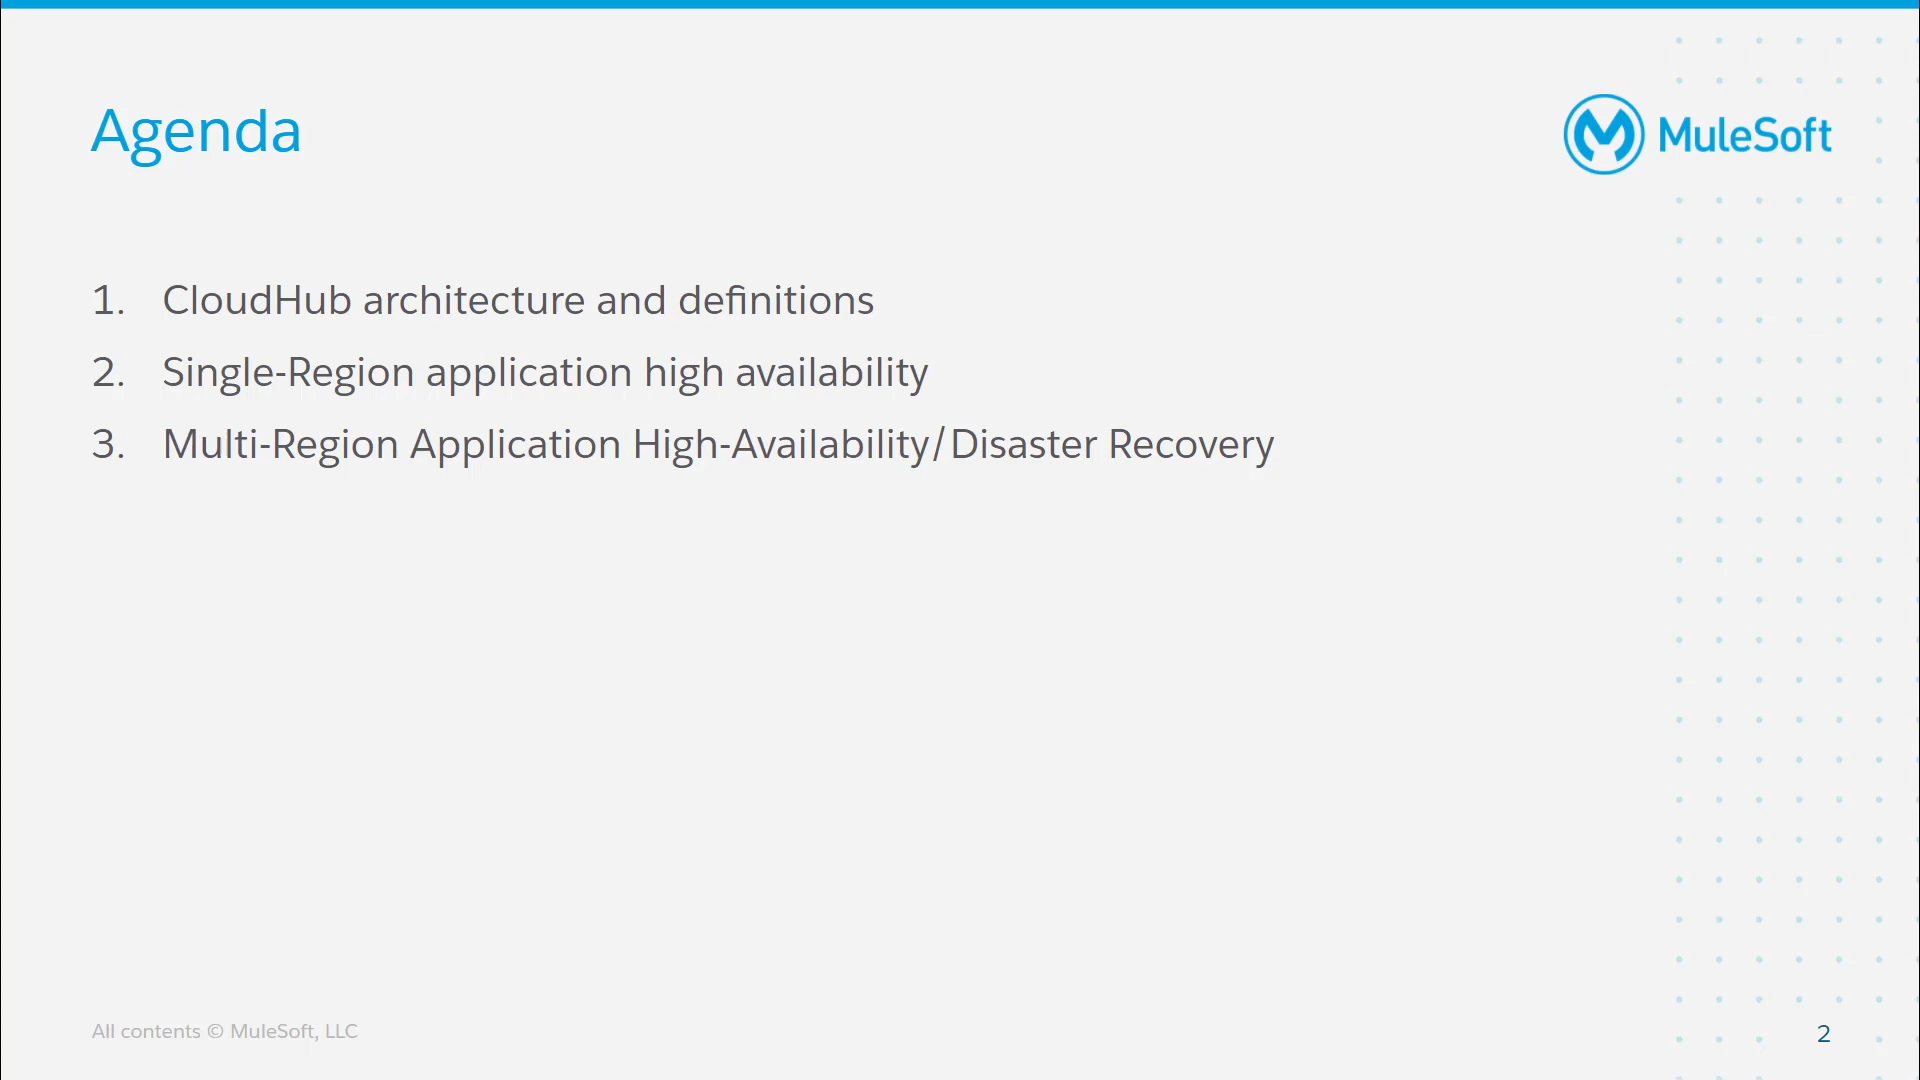 Agenda
MuleSoft
1. CloudHub architecture and definitions
2. Single-Region application high availability
3. Multi-Region Application High-Availability/Disaster Recovery
All contents © MuleSoft, LLC
2